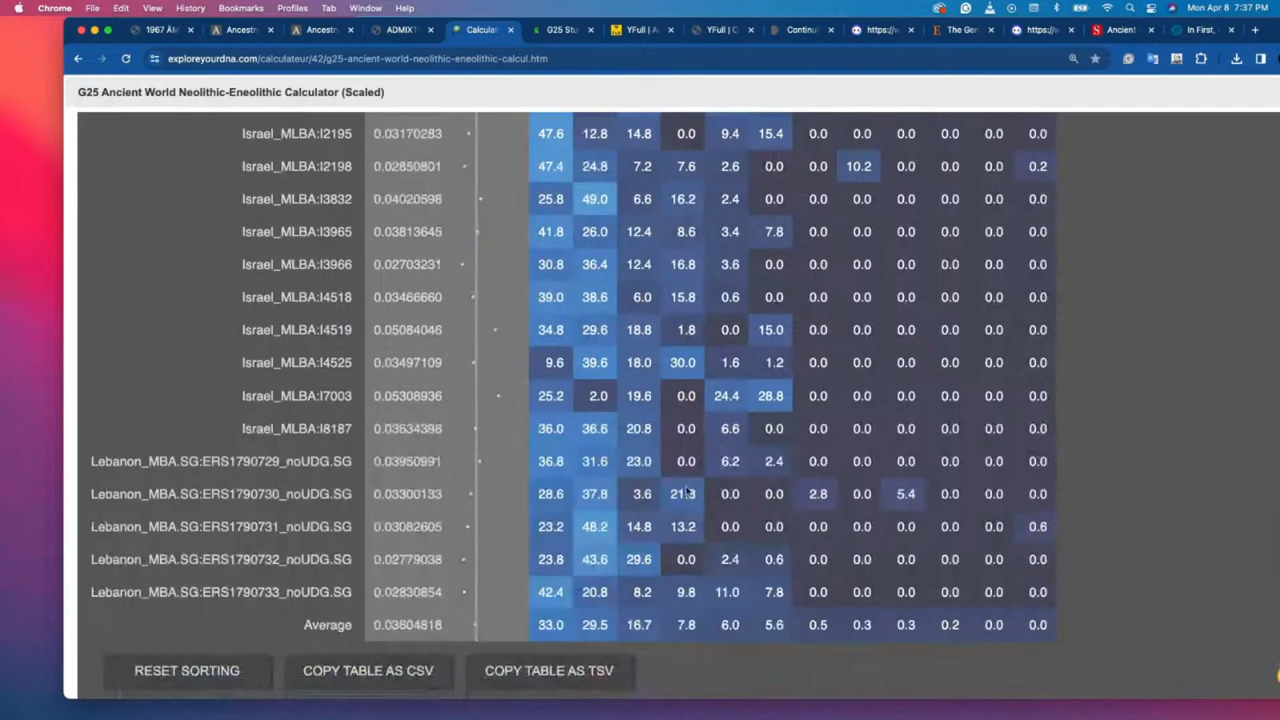 Chrome File Edit View History Bookmarks Profiles Tab Window Help Mon Apr 8 7:37 PM
1967 AM Ancestry Ancestry ADMIX Calculat G25 Stu YFull | YFull | C Continu https://w The Ger https://w Ancient In First,
exploreyourdna.com/calculateur/42/g25-ancient-world-neolithic-eneolithic-calcul.htm
G25 Ancient World Neolithic-Eneolithic Calculator (Scaled)
Israel_MLBA:I2195 0.03170283 47.6 12.8 14.8 0.0 9.4 15.4 0.0 0.0 0.0 0.0 0.0 0.0
Israel_MLBA:I2198 0.02850801 47.4 24.8 7.2 7.6 2.6 0.0 0.0 10.2 0.0 0.0 0.0 0.2
Israel_MLBA:I3832 0.04020598 25.8 49.0 6.6 16.2 2.4 0.0 0.0 0.0 0.0 0.0 0.0 0.0
Israel_MLBA:I3965 0.03813645 41.8 26.0 12.4 8.6 3.4 7.8 0.0 0.0 0.0 0.0 0.0 0.0
Israel_MLBA:I3966 0.02703231 30.8 36.4 12.4 16.8 3.6 0.0 0.0 0.0 0.0 0.0 0.0 0.0
Israel_MLBA:I4518 0.03466660 39.0 38.6 6.0 15.8 0.6 0.0 0.0 0.0 0.0 0.0 0.0 0.0
Israel_MLBA:I4519 0.05084046 34.8 29.6 18.8 1.8 0.0 15.0 0.0 0.0 0.0 0.0 0.0 0.0
Israel_MLBA:I4525 0.03497109 9.6 39.6 18.0 30.0 1.6 1.2 0.0 0.0 0.0 0.0 0.0 0.0
Israel_MLBA:I7003 0.05308936 25.2 2.0 19.6 0.0 24.4 28.8 0.0 0.0 0.0 0.0 0.0 0.0
Israel_MLBA:I8187 0.03634398 36.0 36.6 20.8 0.0 6.6 0.0 0.0 0.0 0.0 0.0 0.0 0.0
Lebanon_MBA.SG:ERS1790729_noUDG.SG 0.03950991 36.8 31.6 23.0 0.0 6.2 2.4 0.0 0.0 0.0 0.0 0.0 0.0
Lebanon_MBA.SG:ERS1790730_noUDG.SG 0.03300133 28.6 37.8 3.6 21.8 0.0 0.0 2.8 0.0 5.4 0.0 0.0 0.0
Lebanon_MBA.SG:ERS1790731_noUDG.SG 0.03082605 23.2 48.2 14.8 13.2 0.0 0.0 0.0 0.0 0.0 0.0 0.0 0.6
Lebanon_MBA.SG:ERS1790732_noUDG.SG 0.02779038 23.8 43.6 29.6 0.0 2.4 0.6 0.0 0.0 0.0 0.0 0.0 0.0
Lebanon_MBA.SG:ERS1790733_noUDG.SG 0.02830854 42.4 20.8 8.2 9.8 11.0 7.8 0.0 0.0 0.0 0.0 0.0 0.0
Average 0.03604818 33.0 29.5 16.7 7.8 6.0 5.6 0.5 0.3 0.3 0.2 0.0 0.0
RESET SORTING COPY TABLE AS CSV COPY TABLE AS TSV